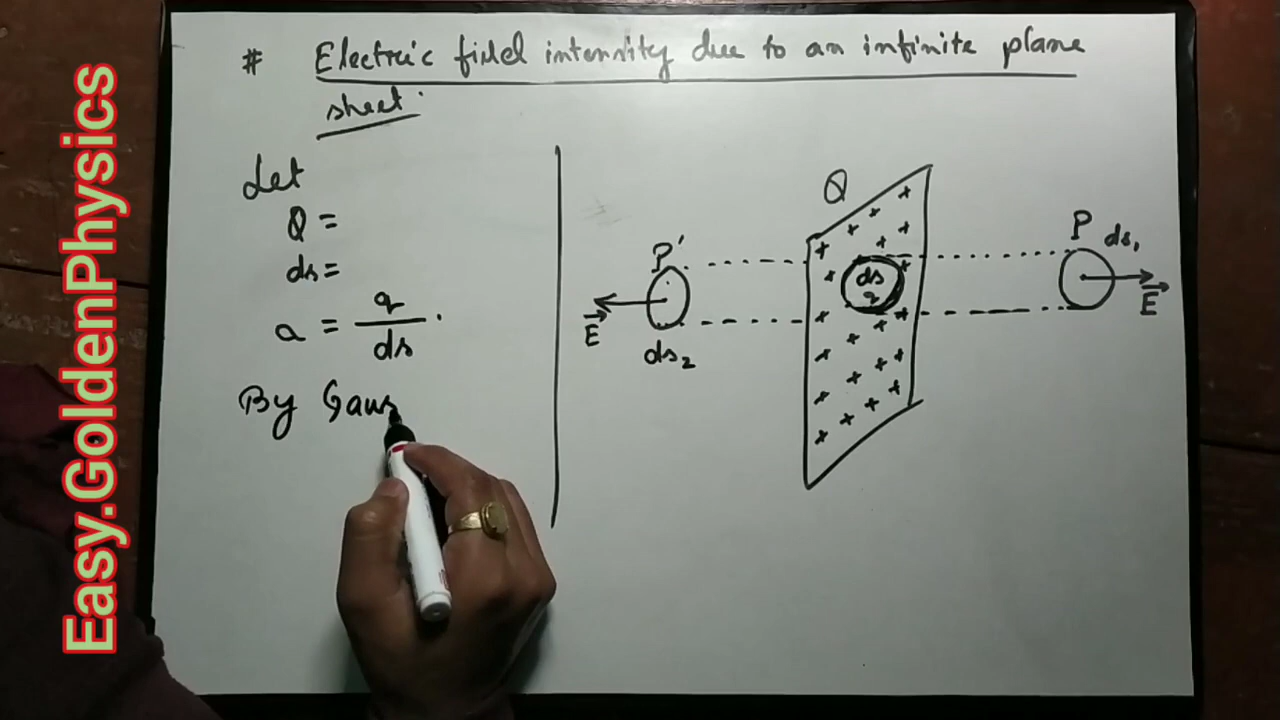 # Electric field intensity due to an infinite plane
sheet.
Let
Q =
ds =
a = q/ds .
By Gaus
Q
ds
q
P'
E
ds₂
P ds₁
E
Easy.GoldenPhysics